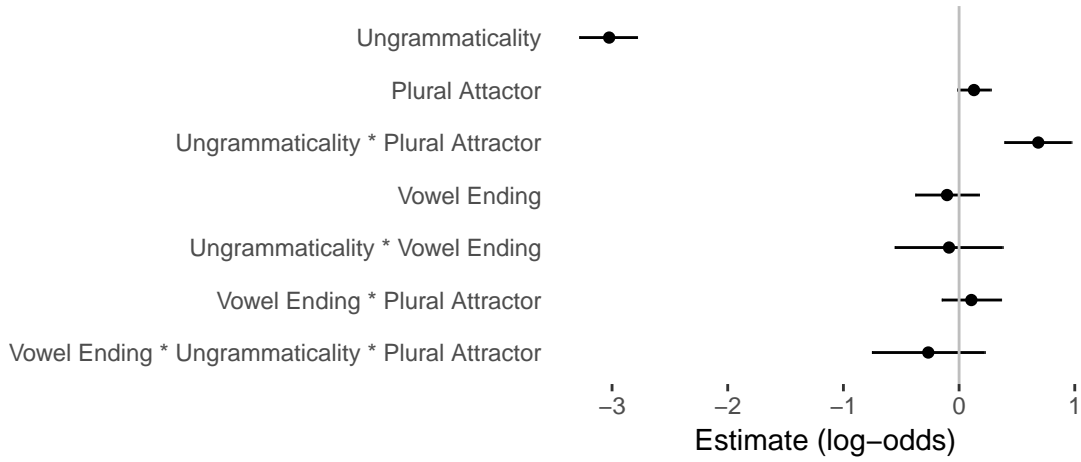 Ungrammaticality
Plural Attactor
Ungrammaticality * Plural Attractor
Vowel Ending
Ungrammaticality * Vowel Ending
Vowel Ending * Plural Attractor
Vowel Ending * Ungrammaticality * Plural Attractor
−3 −2 −1 0 1
Estimate (log−odds)